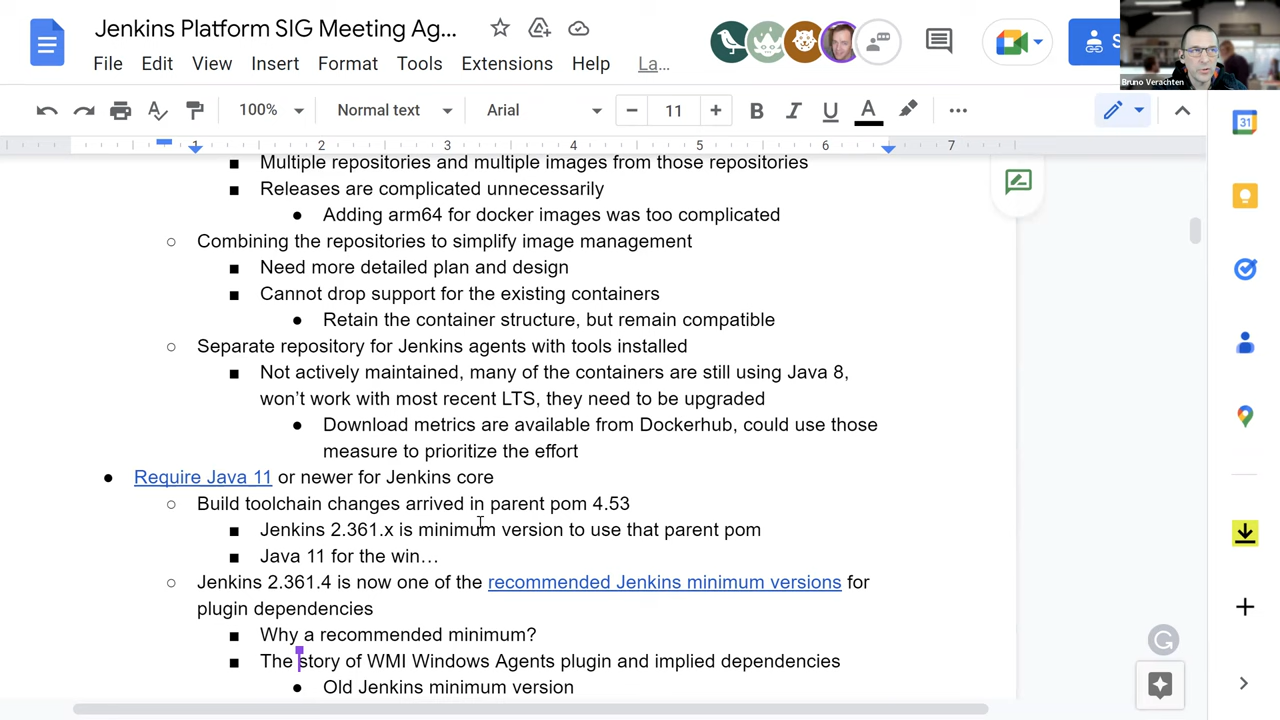 Jenkins Platform SIG Meeting Ag...
File Edit View Insert Format Tools Extensions Help La...
100% Normal text Arial 11
1 2 3 4 5 6 7
Bruno Verachten
31
Multiple repositories and multiple images from those repositories
Releases are complicated unnecessarily
Adding arm64 for docker images was too complicated
Combining the repositories to simplify image management
Need more detailed plan and design
Cannot drop support for the existing containers
Retain the container structure, but remain compatible
Separate repository for Jenkins agents with tools installed
Not actively maintained, many of the containers are still using Java 8,
won't work with most recent LTS, they need to be upgraded
Download metrics are available from Dockerhub, could use those
measure to prioritize the effort
Require Java 11 or newer for Jenkins core
Build toolchain changes arrived in parent pom 4.53
Jenkins 2.361.x is minimum version to use that parent pom
Java 11 for the win…
Jenkins 2.361.4 is now one of the recommended Jenkins minimum versions for
plugin dependencies
Why a recommended minimum?
The story of WMI Windows Agents plugin and implied dependencies
Old Jenkins minimum version